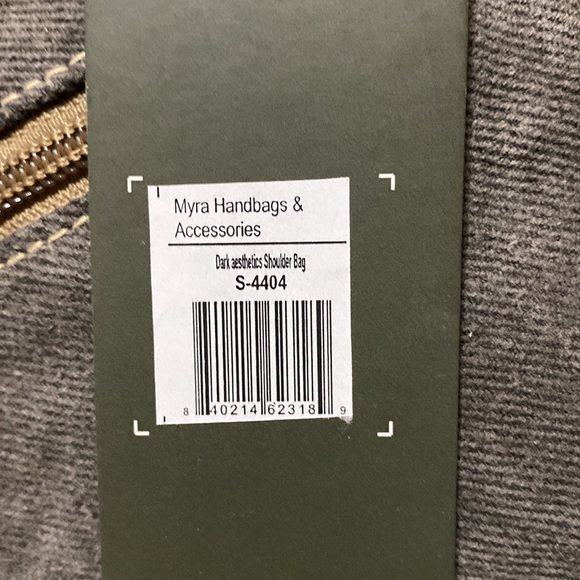 Myra Handbags &
Accessories
Dark aesthetics Shoulder Bag
S-4404
8 40214 62318 9